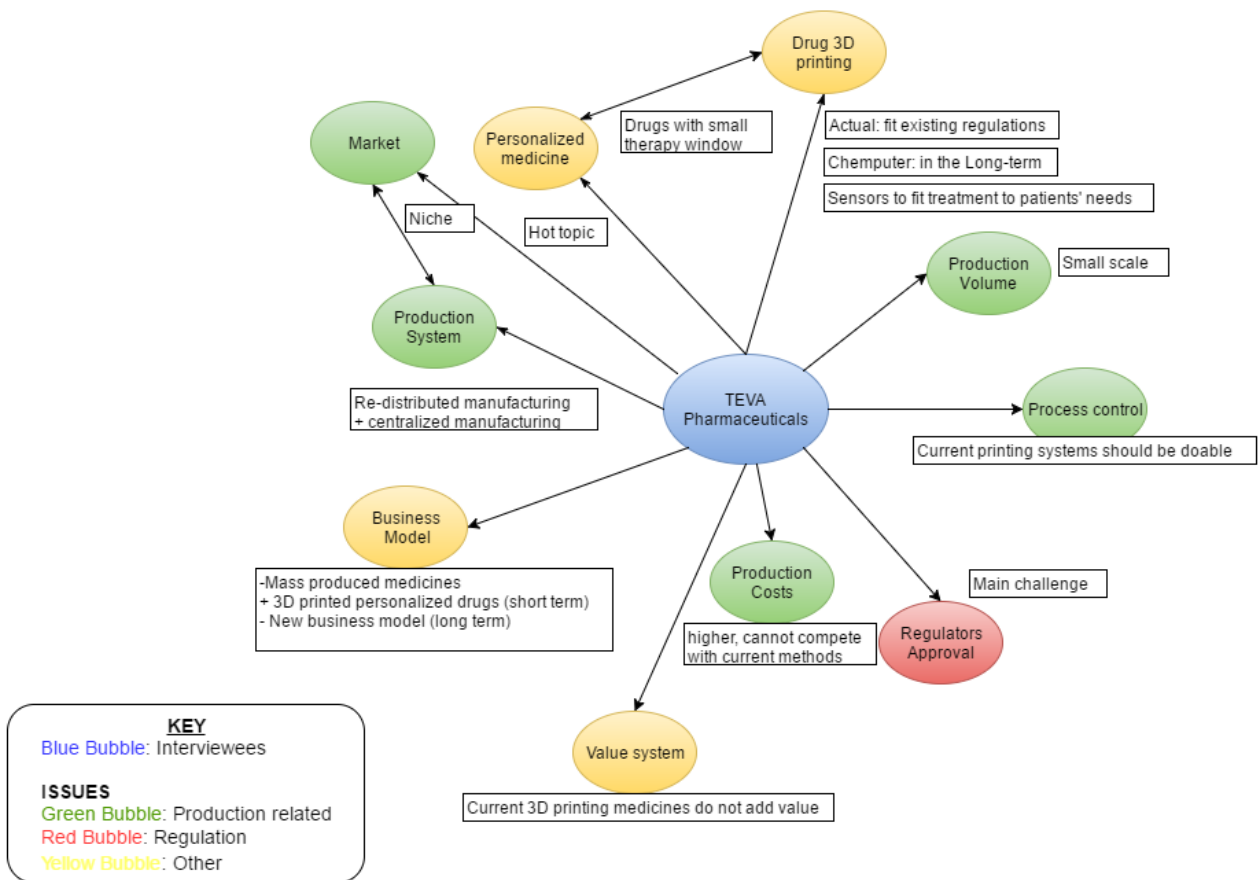 Drug 3D
printing
Market
Personalized
medicine
Drugs with small
therapy window
Actual: fit existing regulations
Chemputer: in the Long-term
Sensors to fit treatment to patients' needs
Niche
Hot topic
Production
Volume
Small scale
Production
System
TEVA
Pharmaceuticals
Re-distributed manufacturing
+ centralized manufacturing
Process control
Current printing systems should be doable
Business
Model
-Mass produced medicines
+ 3D printed personalized drugs (short term)
- New business model (long term)
Production
Costs
higher, cannot compete
with current methods
Main challenge
Regulators
Approval
Value system
Current 3D printing medicines do not add value
KEY
Blue Bubble: Interviewees
ISSUES
Green Bubble: Production related
Red Bubble: Regulation
Yellow Bubble: Other